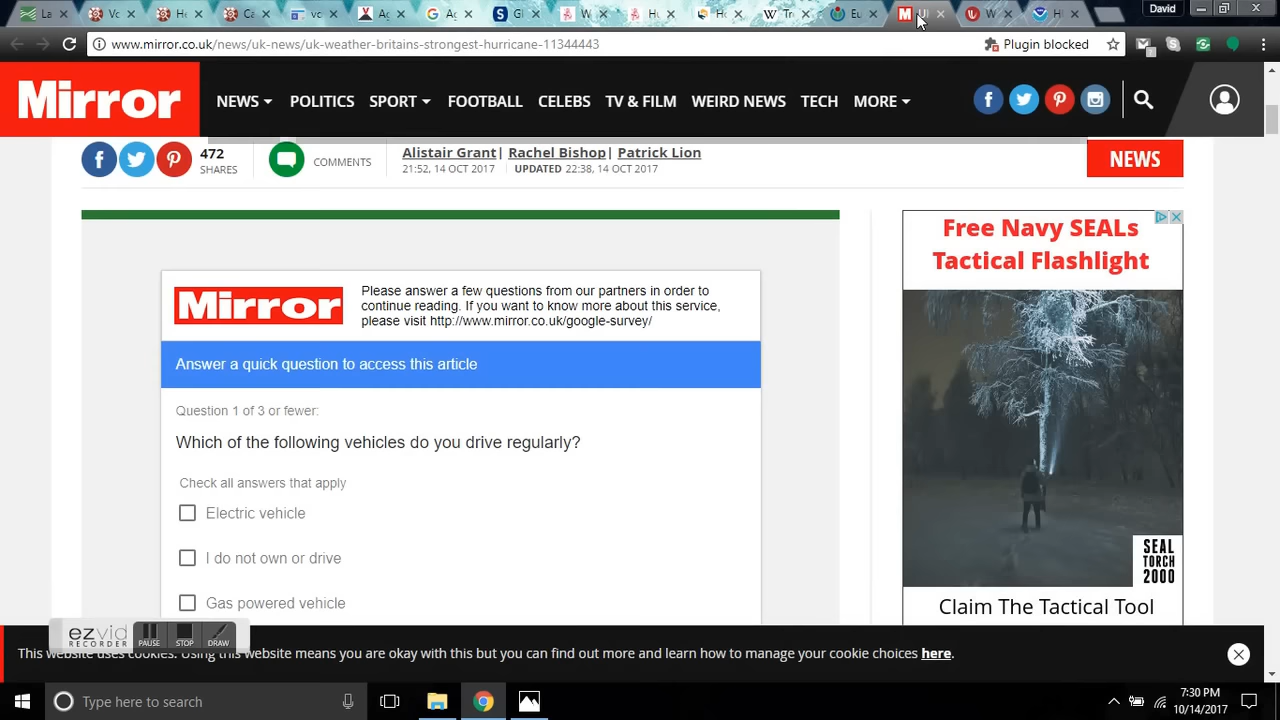 David
www.mirror.co.uk/news/uk-news/uk-weather-britains-strongest-hurricane-11344443
Plugin blocked
Mirror
NEWS
POLITICS
SPORT
FOOTBALL
CELEBS
TV & FILM
WEIRD NEWS
TECH
MORE
472
SHARES
COMMENTS
Alistair Grant| Rachel Bishop| Patrick Lion
21:52, 14 OCT 2017 UPDATED 22:38, 14 OCT 2017
NEWS
Mirror
Please answer a few questions from our partners in order to
continue reading. If you want to know more about this service,
please visit http://www.mirror.co.uk/google-survey/
Answer a quick question to access this article
Question 1 of 3 or fewer:
Which of the following vehicles do you drive regularly?
Check all answers that apply
Electric vehicle
I do not own or drive
Gas powered vehicle
Free Navy SEALs
Tactical Flashlight
SEAL
TORCH
2000
Claim The Tactical Tool
ezvid
RECORDER
PAUSE
STOP
DRAW
This website uses cookies. Using this website means you are okay with this but you can find out more and learn how to manage your cookie choices here.
Type here to search
7:30 PM
10/14/2017